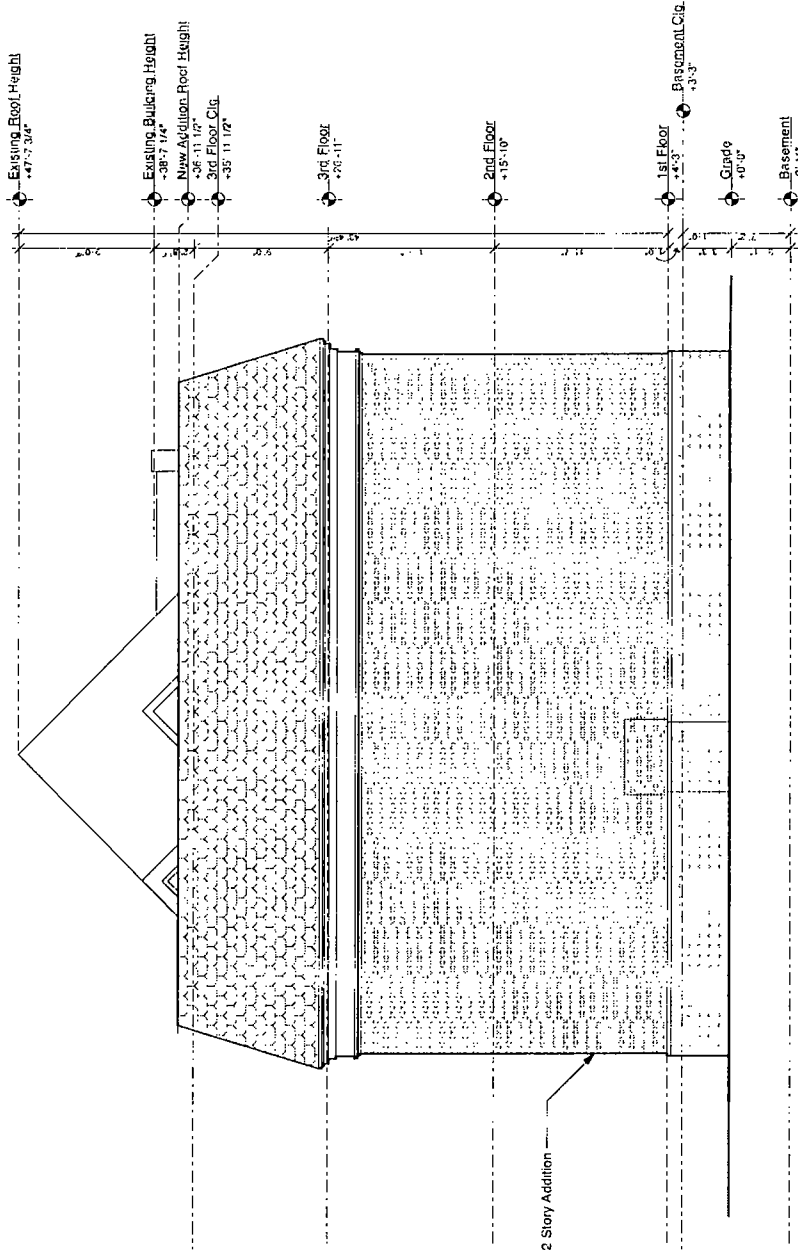 Existing Roof Height
+47'-7 3/4"
Existing Building Height
+38'-7 1/4"
New Addition Roof Height
+36'-11 1/2"
3rd Floor Clg
+35' 11 1/2"
3rd Floor
2nd Floor
+15'-10"
1st Floor
+4'-3"
Basement Clg.
+3'-3"
Grade
+0'-0"
Basement
2 Story Addition